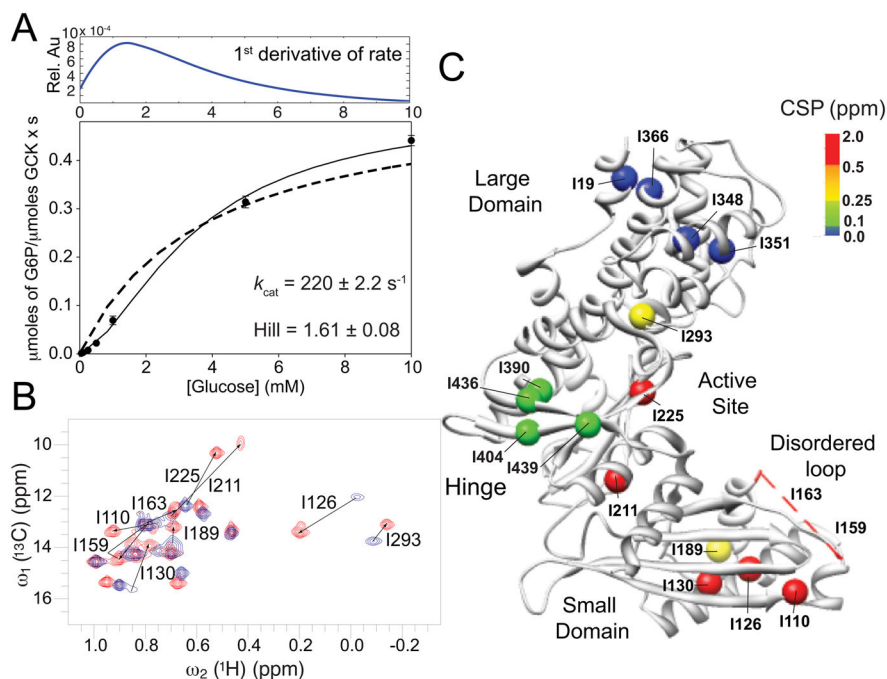 A
10×10⁻⁴
8
6
4
2
Rel. Au
1st derivative of rate
0 2 4 6 8 10
0.4
0.3
0.2
0.1
0.0
μmoles of G6P/μmoles GCK x s
kcat = 220 ± 2.2 s⁻¹
Hill = 1.61 ± 0.08
0 2 4 6 8 10
[Glucose] (mM)
B
10
12
14
16
ω₁ (¹³C) (ppm)
I225
I211
I163
I110
I126
I159
I189
I293
I130
1.0 0.8 0.6 0.4 0.2 0.0 -0.2
ω₂ (¹H) (ppm)
C
CSP (ppm)
2.0
0.5
0.25
0.1
0.0
Large
Domain
I366
I19
I348
I351
I293
I390
I436
Active
Site
I225
I404
I439
Hinge
Disordered
loop
I163
I211
I159
I189
I130
I126
I110
Small
Domain